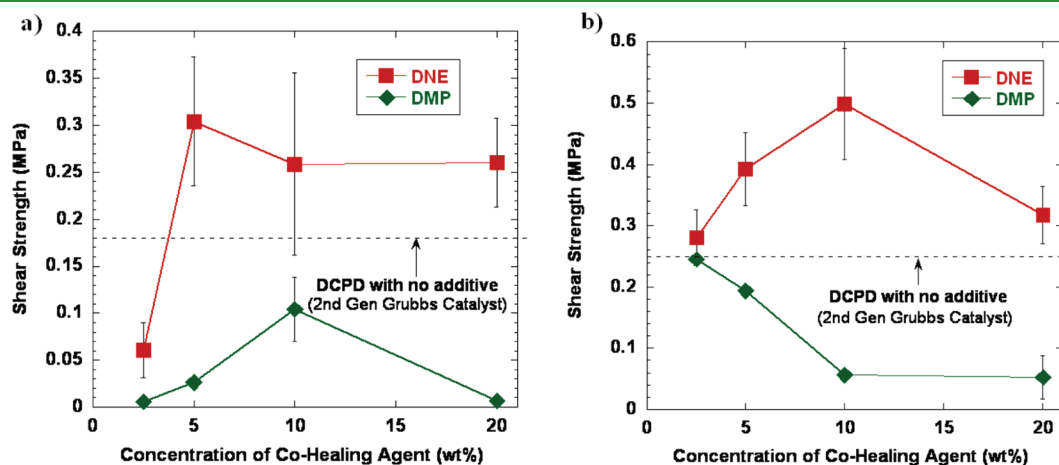 a)
0.4
0.35
0.3
0.25
0.2
0.15
0.1
0.05
0
Shear Strength (MPa)
DNE
DMP
DCPD with no additive
(2nd Gen Grubbs Catalyst)
0 5 10 15 20
Concentration of Co-Healing Agent (wt%)
b)
0.6
0.5
0.4
0.3
0.2
0.1
0
Shear Strength (MPa)
DNE
DMP
DCPD with no additive
(2nd Gen Grubbs Catalyst)
0 5 10 15 20
Concentration of Co-Healing Agent (wt%)